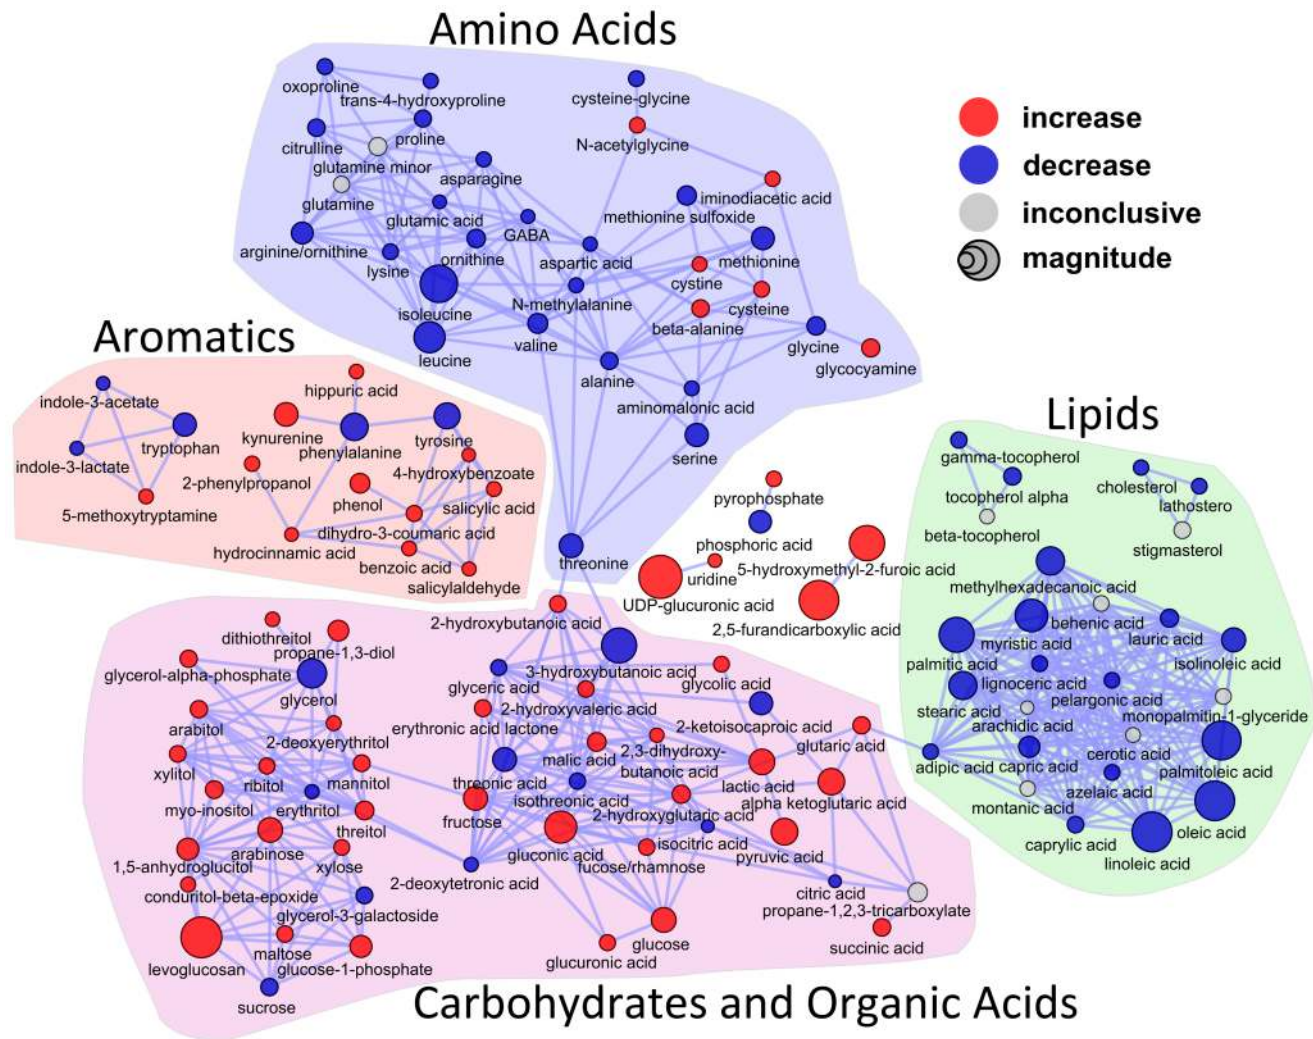 Amino Acids
oxoproline
trans-4-hydroxyproline
cysteine-glycine
increase
proline
N-acetylglycine
citrulline
decrease
glutamine minor
asparagine
iminodiacetic acid
glutamine
methionine sulfoxide
inconclusive
glutamic acid
GABA
arginine/ornithine
ornithine
methionine
magnitude
lysine
aspartic acid
cystine
isoleucine
N-methylalanine
cysteine
beta-alanine
Aromatics
valine
leucine
glycine
glycocyamine
alanine
hippuric acid
indole-3-acetate
aminomalonic acid
Lipids
kynurenine
tyrosine
tryptophan
phenylalanine
serine
gamma-tocopherol
indole-3-lactate
4-hydroxybenzoate
cholesterol
2-phenylpropanol
tocopherol alpha
pyrophosphate
phenol
salicylic acid
lathostero
5-methoxytryptamine
beta-tocopherol
dihydro-3-coumaric acid
phosphoric acid
stigmasterol
hydrocinnamic acid
benzoic acid
threonine
5-hydroxymethyl-2-furoic acid
uridine
salicylaldehyde
methylhexadecanoic acid
UDP-glucuronic acid
2-hydroxybutanoic acid
2,5-furandicarboxylic acid
behenic acid
dithiothreitol
lauric acid
propane-1,3-diol
myristic acid
palmitic acid
isolinoleic acid
glycerol-alpha-phosphate
3-hydroxybutanoic acid
glycolic acid
glyceric acid
lignoceric acid
glycerol
pelargonic acid
2-hydroxyvaleric acid
stearic acid
monopalmitin-1-glyceride
arabitol
erythronic acid lactone
2-ketoisocaproic acid
arachidic acid
2-deoxyerythritol
malic acid
2,3-dihydroxy-
butanoic acid
glutaric acid
cerotic acid
xylitol
ribitol
mannitol
adipic acid
capric acid
palmitoleic acid
threonic acid
lactic acid
azelaic acid
myo-inositol
erythritol
isothreonic acid
alpha ketoglutaric acid
montanic acid
fructose
2-hydroxyglutaric acid
threitol
oleic acid
gluconic acid
isocitric acid
caprylic acid
arabinose
1,5-anhydroglucitol
xylose
fucose/rhamnose
pyruvic acid
linoleic acid
2-deoxytetronic acid
citric acid
conduritol-beta-epoxide
propane-1,2,3-tricarboxylate
glycerol-3-galactoside
glucose
succinic acid
maltose
levoglucosan
glucose-1-phosphate
glucuronic acid
sucrose
Carbohydrates and Organic Acids